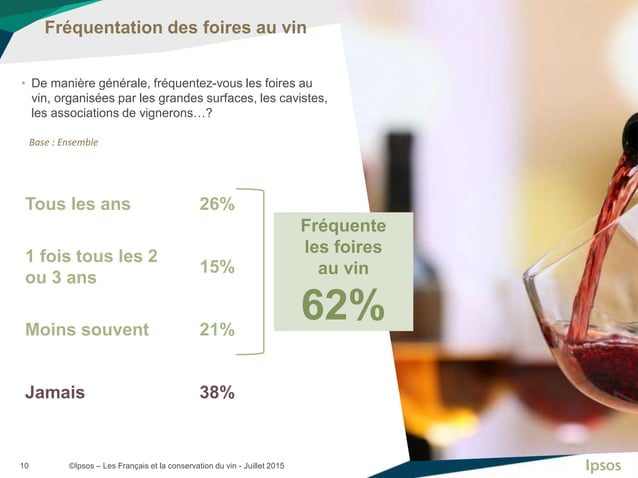 Fréquentation des foires au vin
• De manière générale, fréquentez-vous les foires au
vin, organisées par les grandes surfaces, les cavistes,
les associations de vignerons…?
Base : Ensemble
Tous les ans 26%
1 fois tous les 2
ou 3 ans 15%
Moins souvent 21%
Jamais 38%
Fréquente
les foires
au vin
62%
10 ©Ipsos – Les Français et la conservation du vin - Juillet 2015
Ipsos